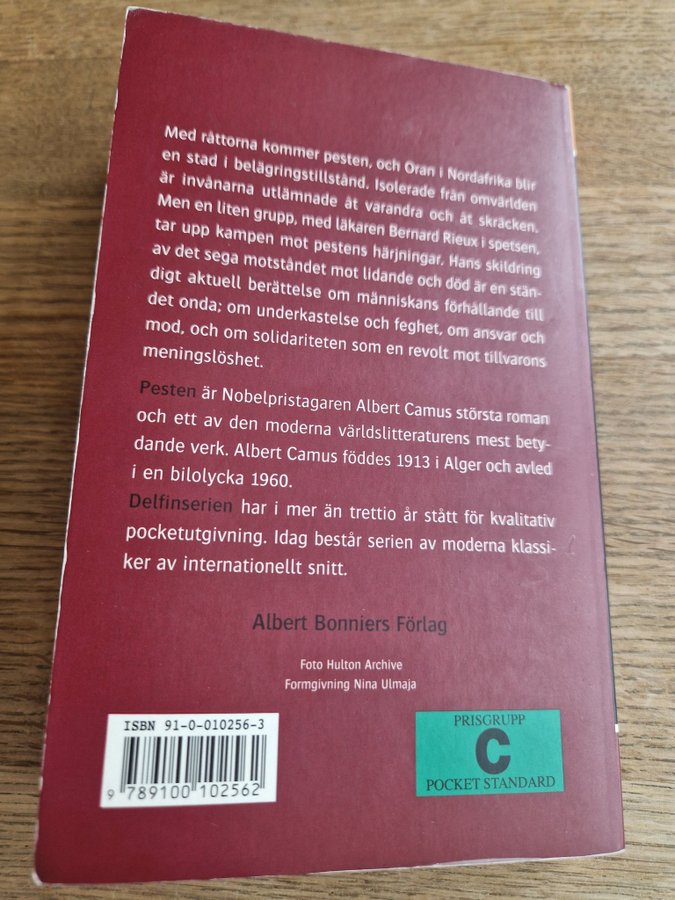 Med råttorna kommer pesten, och Oran i Nordafrika blir
en stad i belägringstillstånd. Isolerade från omvärlden
är invånarna utlämnade åt varandra och åt skräcken.
Men en liten grupp, med läkaren Bernard Rieux i spetsen,
tar upp kampen mot pestens härjningar. Hans skildring
av det sega motståndet mot lidande och död är en stän-
digt aktuell berättelse om människans förhållande till
det onda; om underkastelse och feghet, om ansvar och
mod, och om solidariteten som en revolt mot tillvarons
meningslöshet.
Pesten är Nobelpristagaren Albert Camus största roman
och ett av den moderna världslitteraturens mest bety-
dande verk. Albert Camus föddes 1913 i Alger och avled
i en bilolycka 1960.
Delfinserien har i mer än trettio år stått för kvalitativ
pocketutgivning. Idag består serien av moderna klassi-
ker av internationellt snitt.
Albert Bonniers Förlag
Foto Hulton Archive
Formgivning Nina Ulmaja
ISBN 91-0-010256-3
9 789100 102562
PRISGRUPP
C
POCKET STANDARD